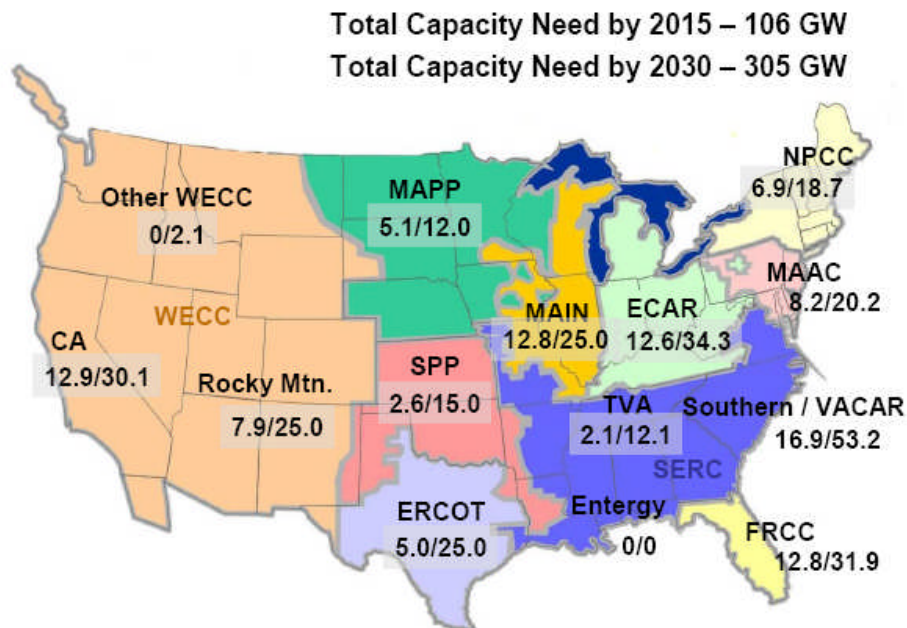 Total Capacity Need by 2015 – 106 GW
Total Capacity Need by 2030 – 305 GW
NPCC
6.9/18.7
Other WECC
0/2.1
MAPP
5.1/12.0
MAAC
8.2/20.2
WECC
MAIN
12.8/25.0
ECAR
12.6/34.3
CA
12.9/30.1
SPP
2.6/15.0
Rocky Mtn.
7.9/25.0
TVA
2.1/12.1
Southern / VACAR
16.9/53.2
SERC
ERCOT
5.0/25.0
Entergy
0/0
FRCC
12.8/31.9